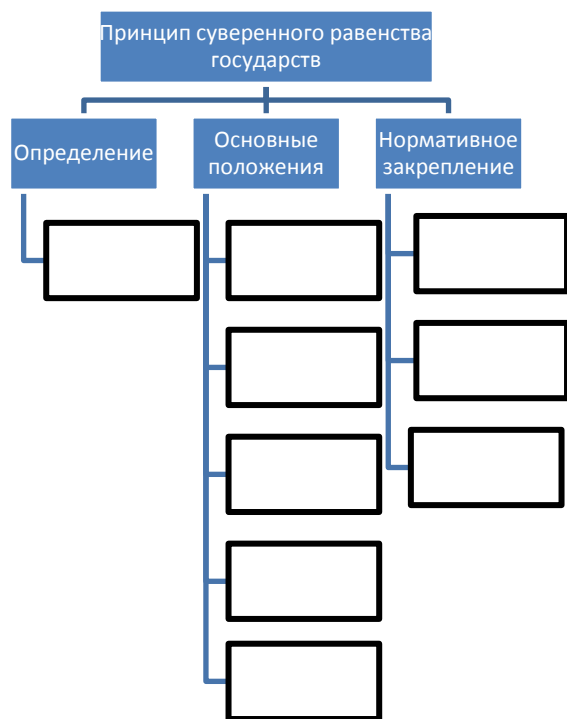 Принцип суверенного равенства
государств
Определение
Основные
положения
Нормативное
закрепление